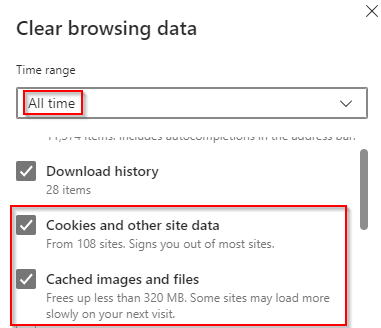 Clear browsing data
Time range
All time
11,574 items. Includes autocompletions in the address bar.
Download history
28 items
Cookies and other site data
From 108 sites. Signs you out of most sites.
Cached images and files
Frees up less than 320 MB. Some sites may load more
slowly on your next visit.